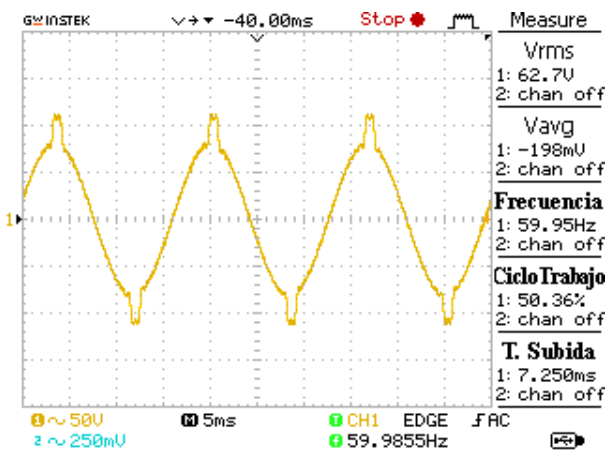 GWINSTEK -40.00ms Stop Measure
Vrms
1: 62.7V
2: chan off
Vavg
1: -198mV
2: chan off
Frecuencia
1: 59.95Hz
2: chan off
CicloTrabajo
1: 50.36%
2: chan off
T. Subida
1: 7.250ms
2: chan off
1
1 ~ 50V M 5ms T CH1 EDGE AC
2 ~ 250mV f 59.9855Hz